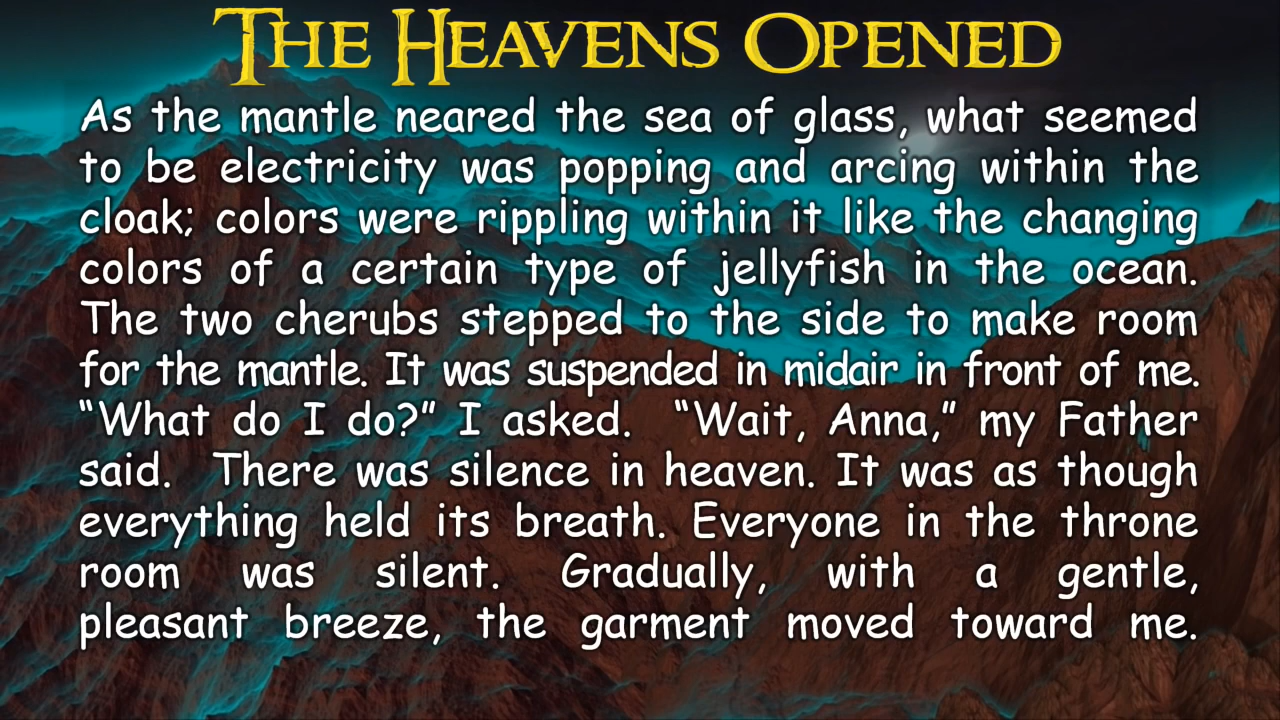 The Heavens Opened
As the mantle neared the sea of glass, what seemed
to be electricity was popping and arcing within the
cloak; colors were rippling within it like the changing
colors of a certain type of jellyfish in the ocean.
The two cherubs stepped to the side to make room
for the mantle. It was suspended in midair in front of me.
“What do I do?” I asked.  “Wait, Anna,” my Father
said.  There was silence in heaven. It was as though
everything held its breath. Everyone in the throne
room was silent. Gradually, with a gentle,
pleasant breeze, the garment moved toward me.